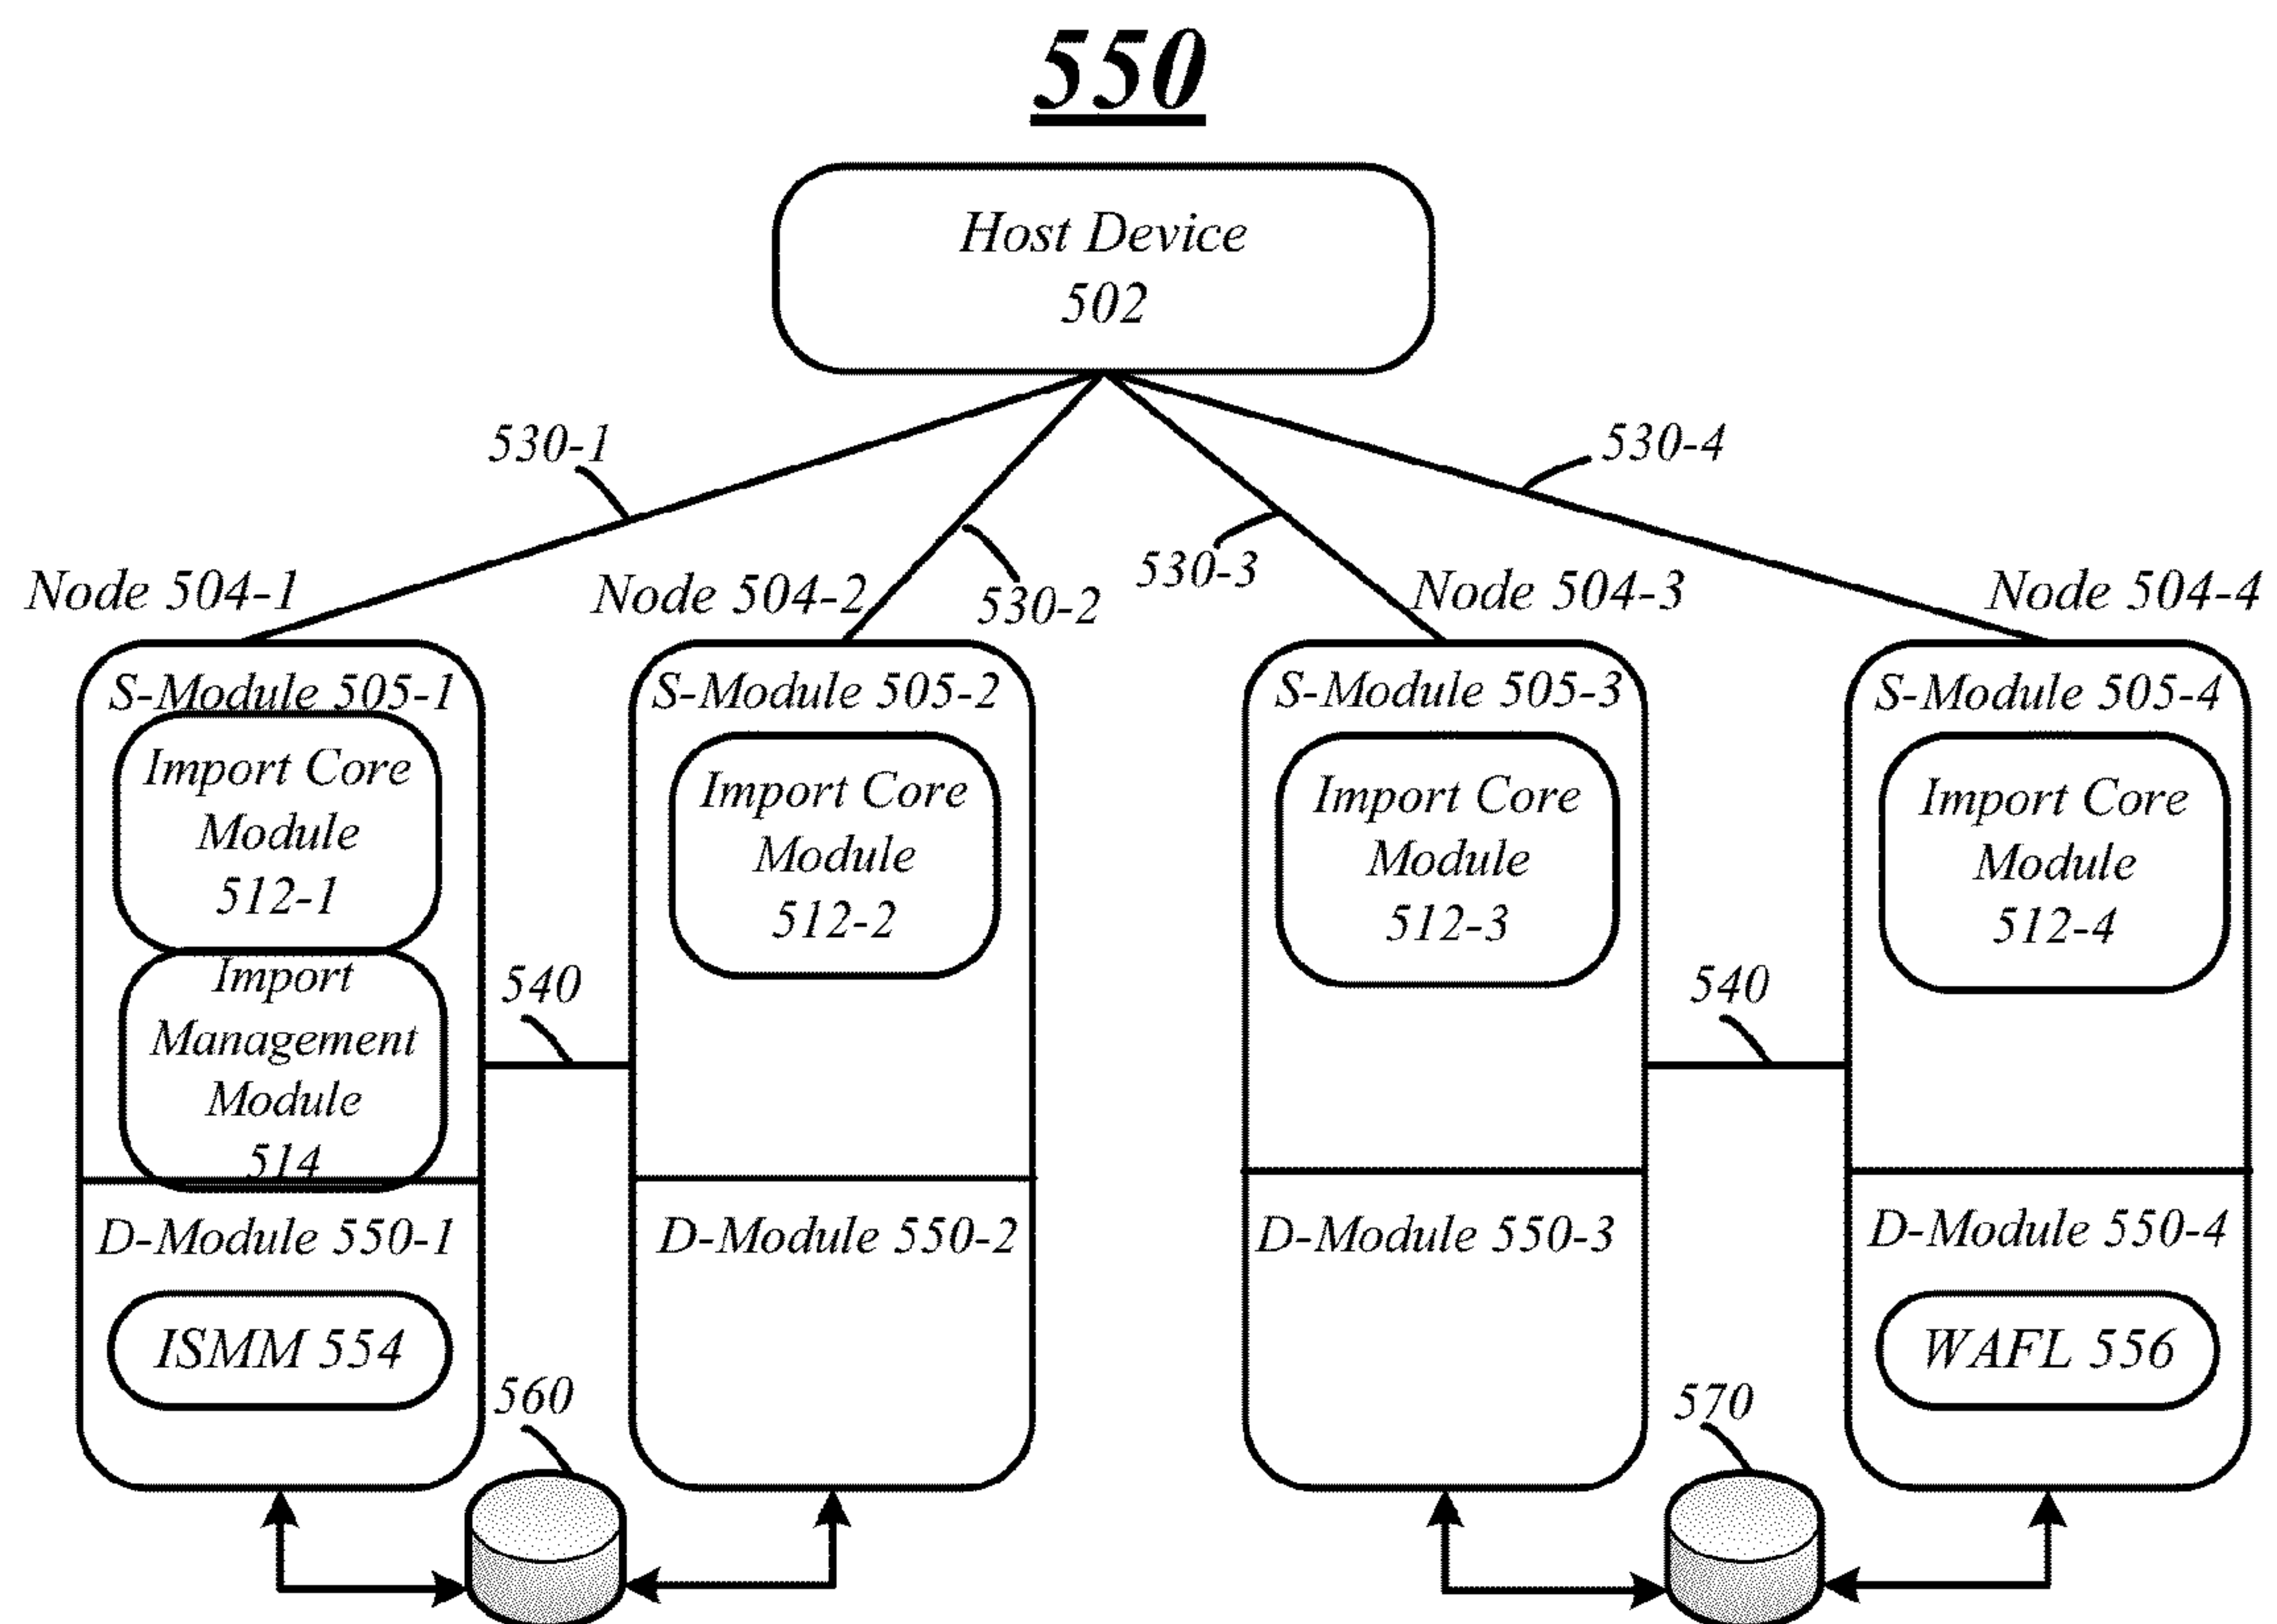 550
Host Device
502
530-1
530-4
530-2
530-3
Node 504-1
Node 504-2
Node 504-3
Node 504-4
S-Module 505-1
Import Core
Module
512-1
Import
Management
Module
514
D-Module 550-1
ISMM 554
540
560
S-Module 505-2
Import Core
Module
512-2
D-Module 550-2
S-Module 505-3
Import Core
Module
512-3
D-Module 550-3
540
570
S-Module 505-4
Import Core
Module
512-4
D-Module 550-4
WAFL 556